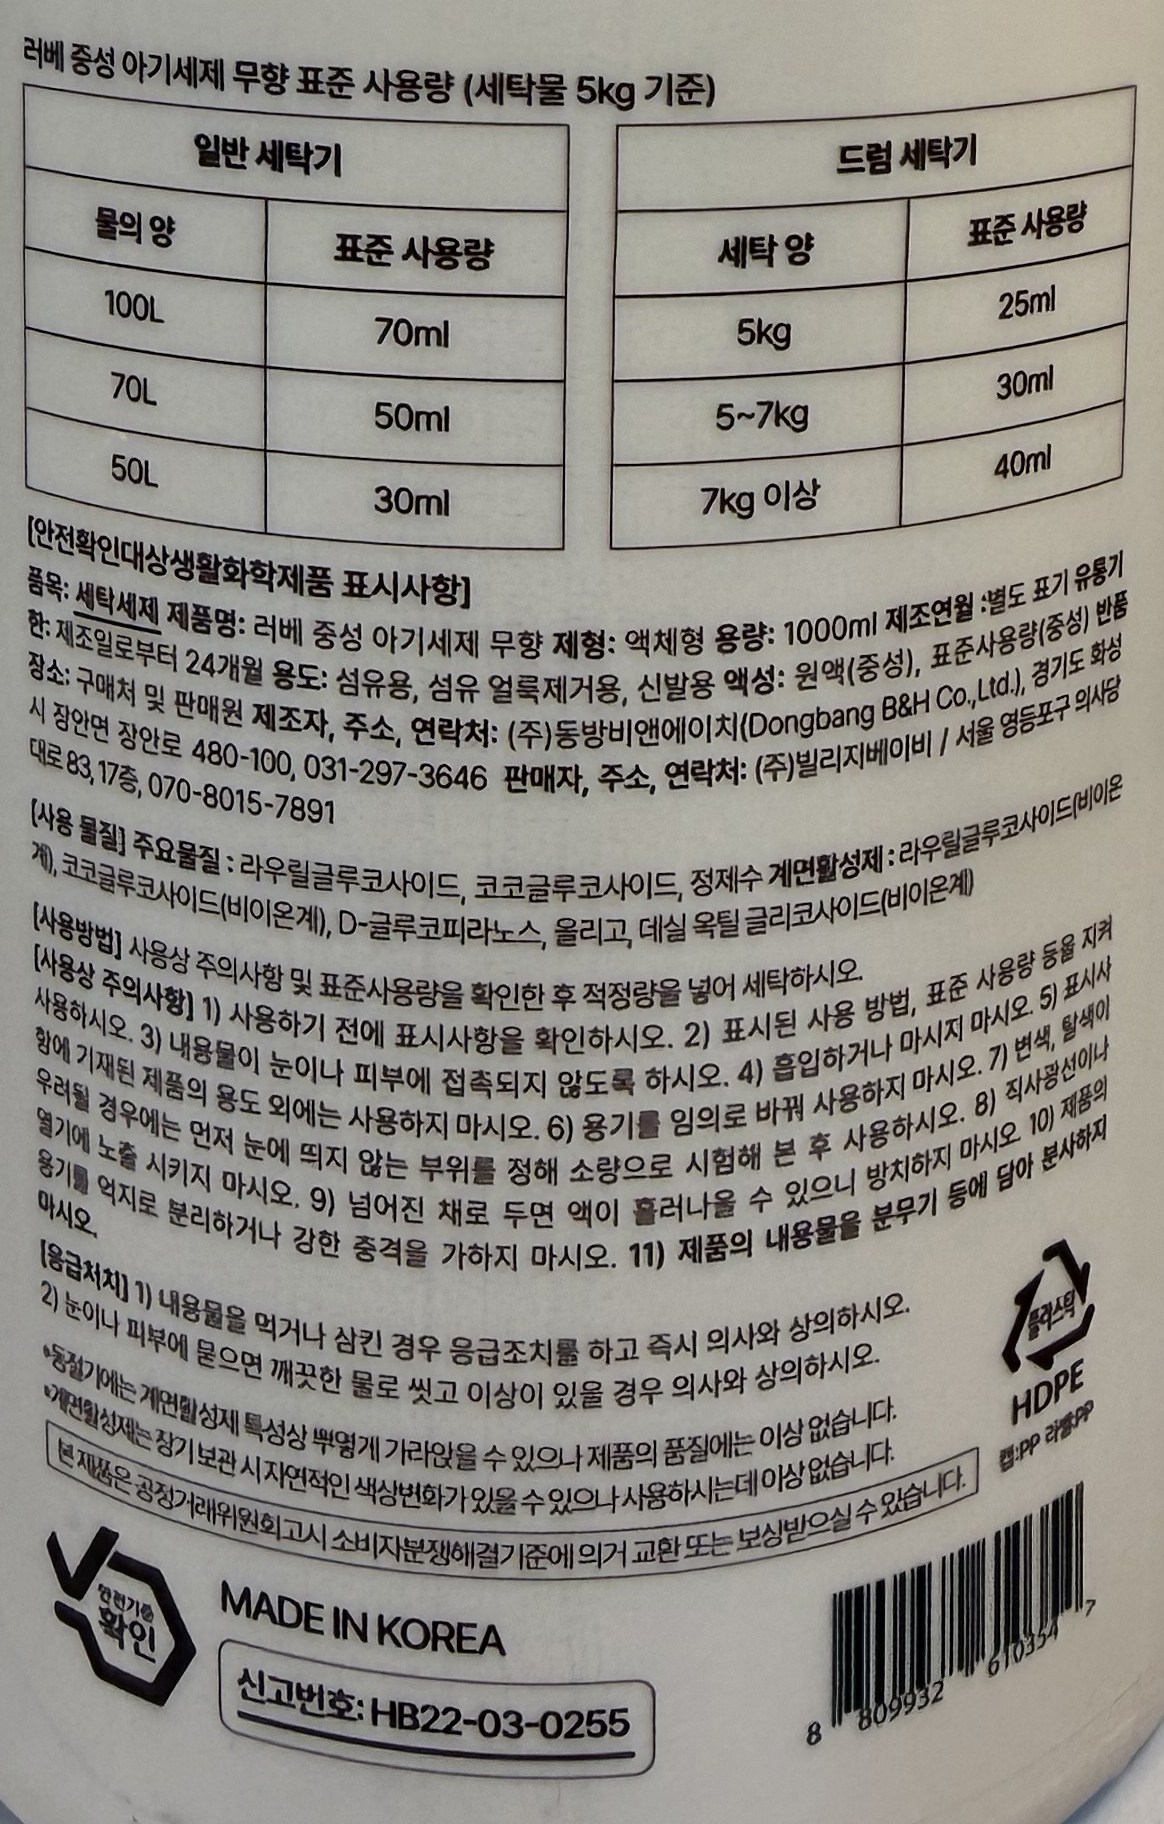 러베 중성 아기세제 무향 표준 사용량 (세탁물 5kg 기준)
일반 세탁기
물의 양 표준 사용량
100L 70ml
70L 50ml
50L 30ml
드럼 세탁기
세탁 양 표준 사용량
5kg 25ml
5~7kg 30ml
7kg 이상 40ml
[안전확인대상생활화학제품 표시사항]
품목: 세탁세제 제품명: 러베 중성 아기세제 무향 제형: 액체형 용량: 1000ml 제조연월 :별도 표기 유통기
한: 제조일로부터 24개월 용도: 섬유용, 섬유 얼룩제거용, 신발용 액성: 원액(중성), 표준사용량(중성) 반품
장소: 구매처 및 판매원 제조자, 주소, 연락처: (주)동방비앤에이치(Dongbang B&H Co.,Ltd.), 경기도 화성
시 장안면 장안로 480-100, 031-297-3646 판매자, 주소, 연락처: (주)빌리지베이비 / 서울 영등포구 의사당
대로 83, 17층, 070-8015-7891
[사용 물질] 주요물질 : 라우릴글루코사이드, 코코글루코사이드, 정제수 계면활성제 : 라우릴글루코사이드(비이온
계), 코코글루코사이드(비이온계), D-글루코피라노스, 올리고, 데실 옥틸 글리코사이드(비이온계)
[사용방법] 사용상 주의사항 및 표준사용량을 확인한 후 적정량을 넣어 세탁하시오.
[사용상 주의사항] 1) 사용하기 전에 표시사항을 확인하시오. 2) 표시된 사용 방법, 표준 사용량 등을 지켜
사용하시오. 3) 내용물이 눈이나 피부에 접촉되지 않도록 하시오. 4) 흡입하거나 마시지 마시오. 5) 표시사
항에 기재된 제품의 용도 외에는 사용하지 마시오. 6) 용기를 임의로 바꿔 사용하지 마시오. 7) 변색, 탈색이
우려될 경우에는 먼저 눈에 띄지 않는 부위를 정해 소량으로 시험해 본 후 사용하시오. 8) 직사광선이나
열기에 노출 시키지 마시오. 9) 넘어진 채로 두면 액이 흘러나올 수 있으니 방치하지 마시오. 10) 제품의
용기를 억지로 분리하거나 강한 충격을 가하지 마시오. 11) 제품의 내용물을 분무기 등에 담아 분사하지
마시오.
[응급처치] 1) 내용물을 먹거나 삼킨 경우 응급조치를 하고 즉시 의사와 상의하시오.
2) 눈이나 피부에 묻으면 깨끗한 물로 씻고 이상이 있을 경우 의사와 상의하시오.
*동절기에는 계면활성제 특성상 뿌옇게 가라앉을 수 있으나 제품의 품질에는 이상 없습니다.
*계면활성제는 장기 보관 시 자연적인 색상변화가 있을 수 있으나 사용하시는데 이상 없습니다.
본 제품은 공정거래위원회고시 소비자분쟁해결기준에 의거 교환 또는 보상받으실 수 있습니다.
플라스틱
HDPE
캡:PP 라벨:PP
안전기준
확인
MADE IN KOREA
신고번호: HB22-03-0255
8 809932 610354 7